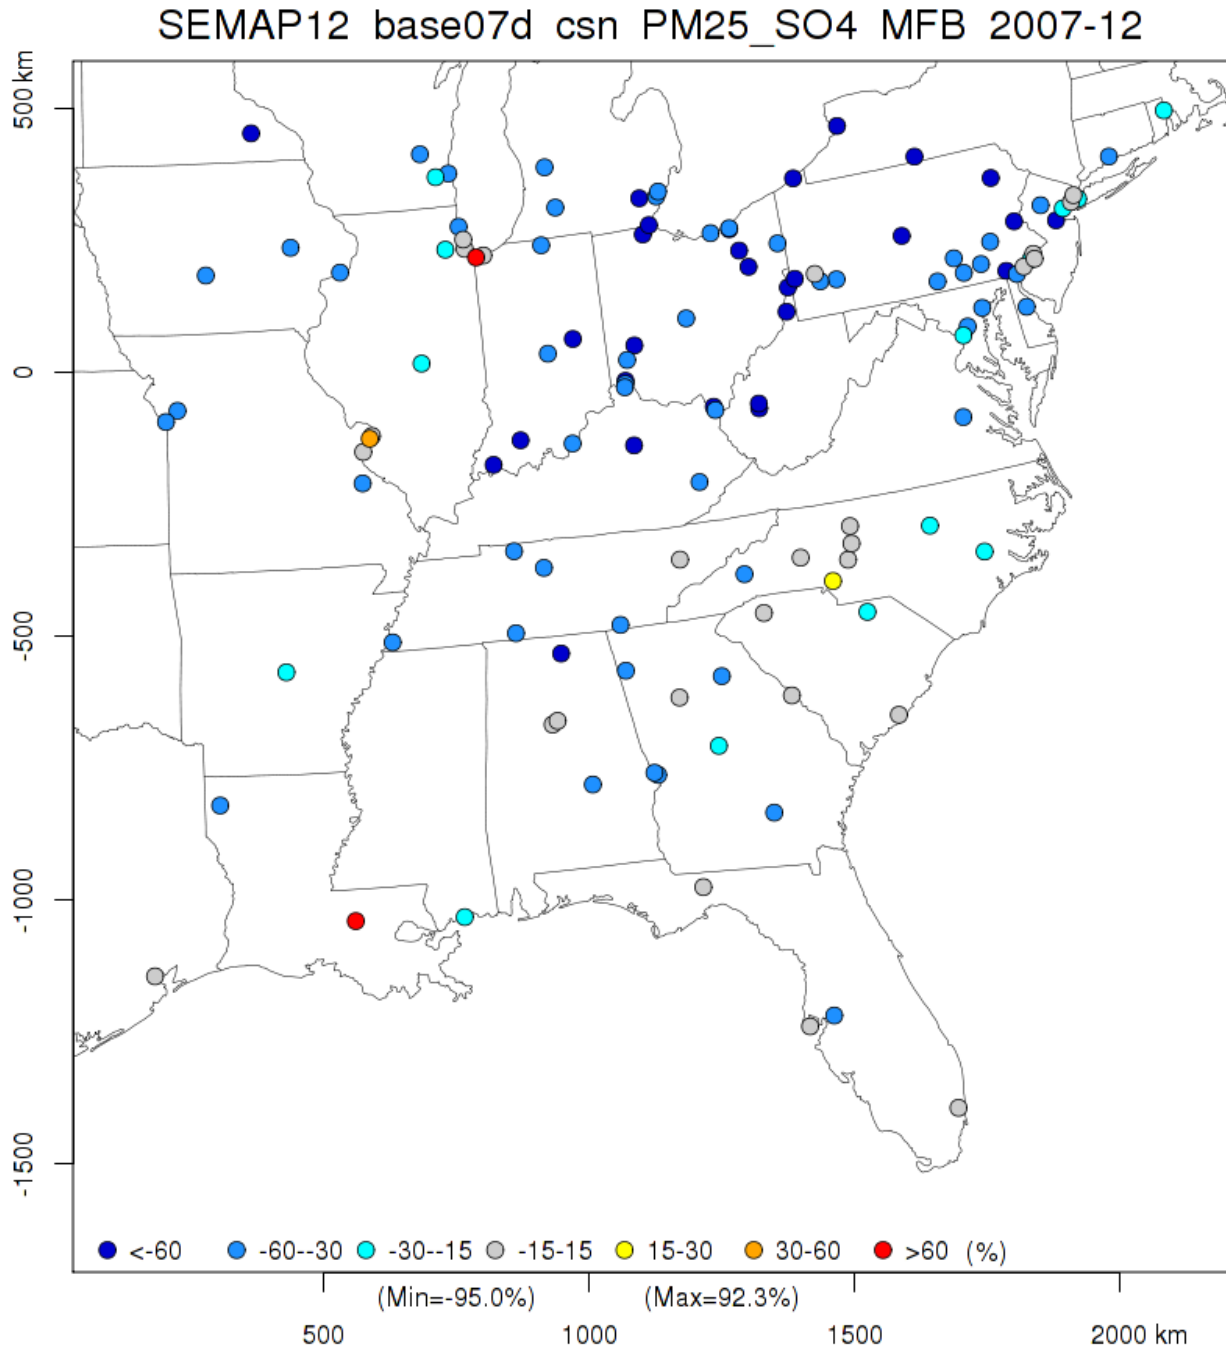 SEMAP12 base07d csn PM25_SO4 MFB 2007-12
500 km
0
-500
-1000
-1500
<-60 -60--30 -30--15 -15-15 15-30 30-60 >60 (%)
(Min=-95.0%) (Max=92.3%)
500 1000 1500 2000 km